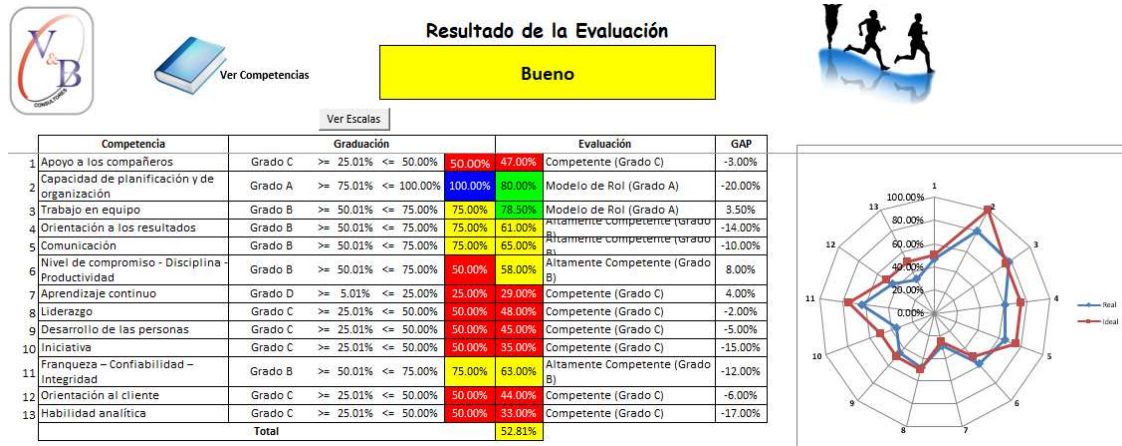 V&B
CONSULTORES
Ver Competencias
Resultado de la Evaluación
Bueno
Ver Escalas
Competencia Graduación Evaluación GAP
1 Apoyo a los compañeros Grado C >= 25.01% <= 50.00% 50.00% 47.00% Competente (Grado C) -3.00%
2 Capacidad de planificación y de
organización Grado A >= 75.01% <= 100.00% 100.00% 80.00% Modelo de Rol (Grado A) -20.00%
3 Trabajo en equipo Grado B >= 50.01% <= 75.00% 75.00% 78.50% Modelo de Rol (Grado A) 3.50%
4 Orientación a los resultados Grado B >= 50.01% <= 75.00% 75.00% 61.00% Altamente Competente (Grado
B) -14.00%
5 Comunicación Grado B >= 50.01% <= 75.00% 75.00% 65.00% Altamente Competente (Grado
B) -10.00%
6 Nivel de compromiso - Disciplina -
Productividad Grado B >= 50.01% <= 75.00% 50.00% 58.00% Altamente Competente (Grado
B) 8.00%
7 Aprendizaje continuo Grado D >= 5.01% <= 25.00% 25.00% 29.00% Competente (Grado C) 4.00%
8 Liderazgo Grado C >= 25.01% <= 50.00% 50.00% 48.00% Competente (Grado C) -2.00%
9 Desarrollo de las personas Grado C >= 25.01% <= 50.00% 50.00% 45.00% Competente (Grado C) -5.00%
10 Iniciativa Grado C >= 25.01% <= 50.00% 50.00% 35.00% Competente (Grado C) -15.00%
11 Franqueza – Confiabilidad –
Integridad Grado B >= 50.01% <= 75.00% 75.00% 63.00% Altamente Competente (Grado
B) -12.00%
12 Orientación al cliente Grado C >= 25.01% <= 50.00% 50.00% 44.00% Competente (Grado C) -6.00%
13 Habilidad analítica Grado C >= 25.01% <= 50.00% 50.00% 33.00% Competente (Grado C) -17.00%
Total 52.81%
100.00%
80.00%
60.00%
40.00%
20.00%
0.00%
1
2
3
4
5
6
7
8
9
10
11
12
13
Real
Ideal